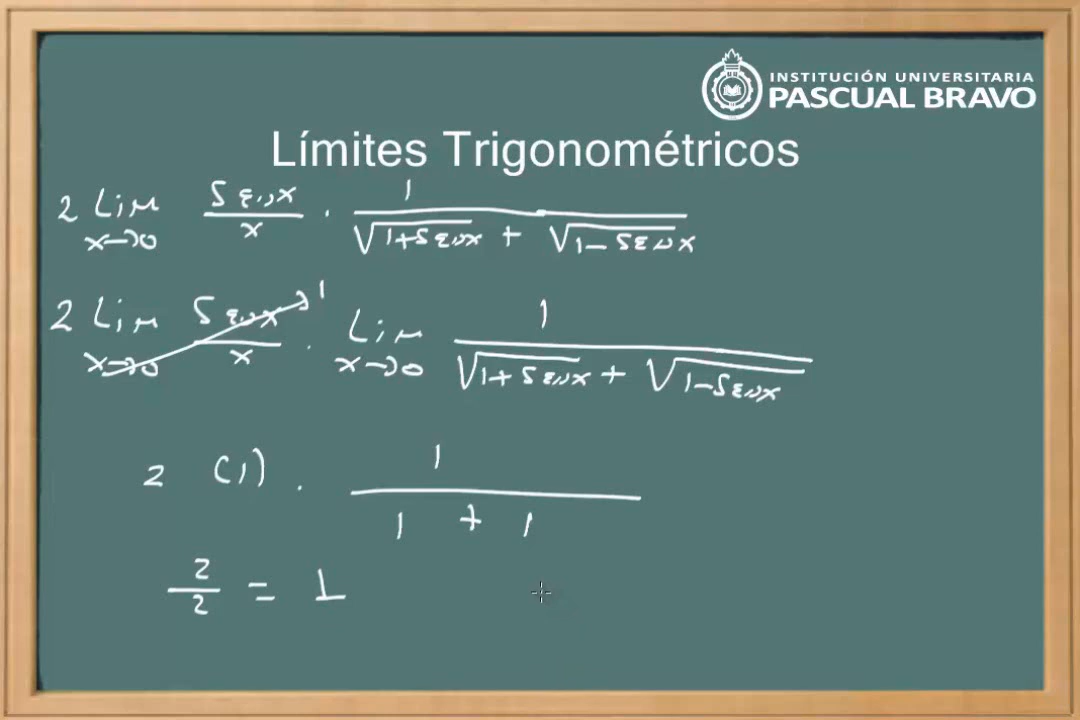 INSTITUCIÓN UNIVERSITARIA
PASCUAL BRAVO
Límites Trigonométricos
2 Lim x→0 Senx/x · 1/(√(1+Senx) + √(1-Senx))
2 Lim x→0 Senx/x →1 · Lim x→0 1/(√(1+Senx) + √(1-Senx))
2 (1) · 1/(1 + 1)
2/2 = 1